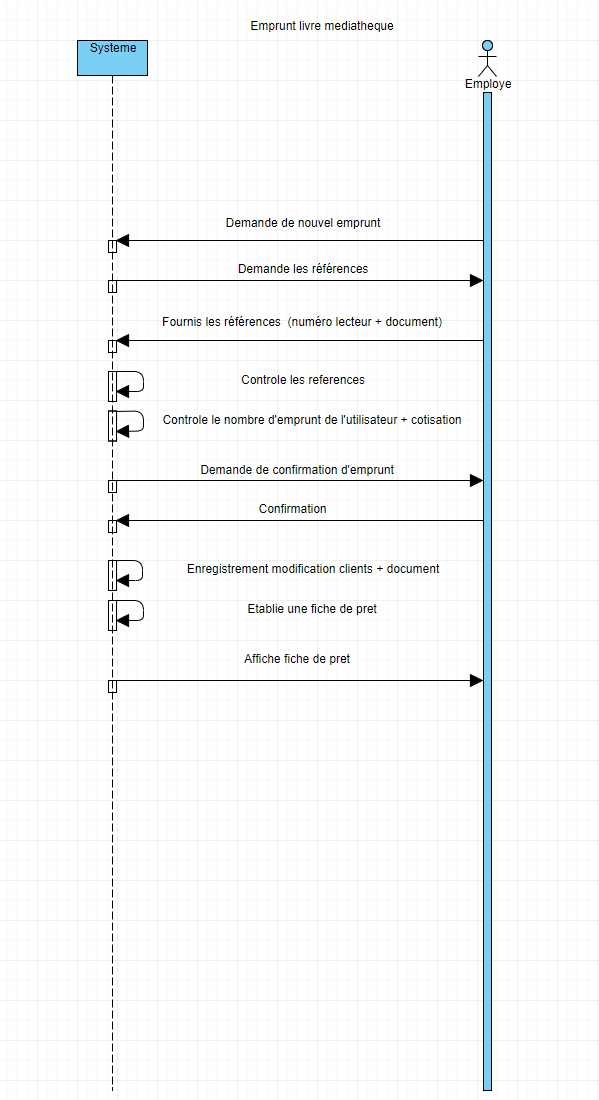 Emprunt livre mediatheque
Systeme
Employe
Demande de nouvel emprunt
Demande les références
Fournis les références (numéro lecteur + document)
Controle les references
Controle le nombre d'emprunt de l'utilisateur + cotisation
Demande de confirmation d'emprunt
Confirmation
Enregistrement modification clients + document
Etablie une fiche de pret
Affiche fiche de pret